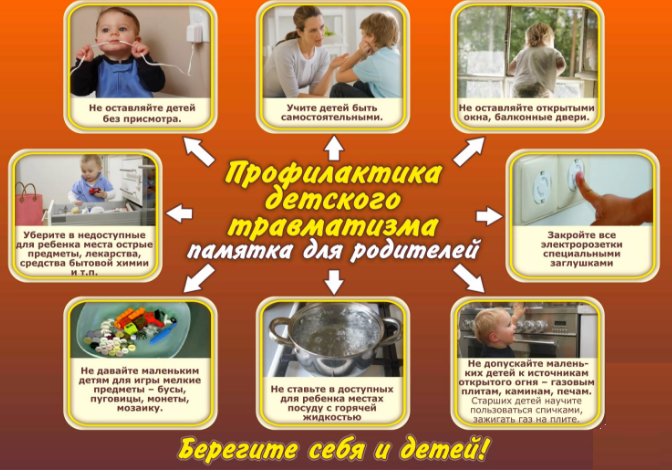 Не оставляйте детей
без присмотра.
Учите детей быть
самостоятельными.
Не оставляйте открытыми
окна, балконные двери.
Профилактика
детского
травматизма
памятка для родителей
Уберите в недоступные
для ребенка места острые
предметы, лекарства,
средства бытовой химии
и т.п.
Закройте все
электророзетки
специальными
заглушками
Не давайте маленьким
детям для игры мелкие
предметы – бусы,
пуговицы, монеты,
мозаику.
Не ставьте в доступных
для ребенка местах
посуду с горячей
жидкостью
Не допускайте малень-
ких детей к источникам
открытого огня – газовым
плитам, каминам, печам.
Старших детей научите
пользоваться спичками,
зажигать газ на плите.
Берегите себя и детей!